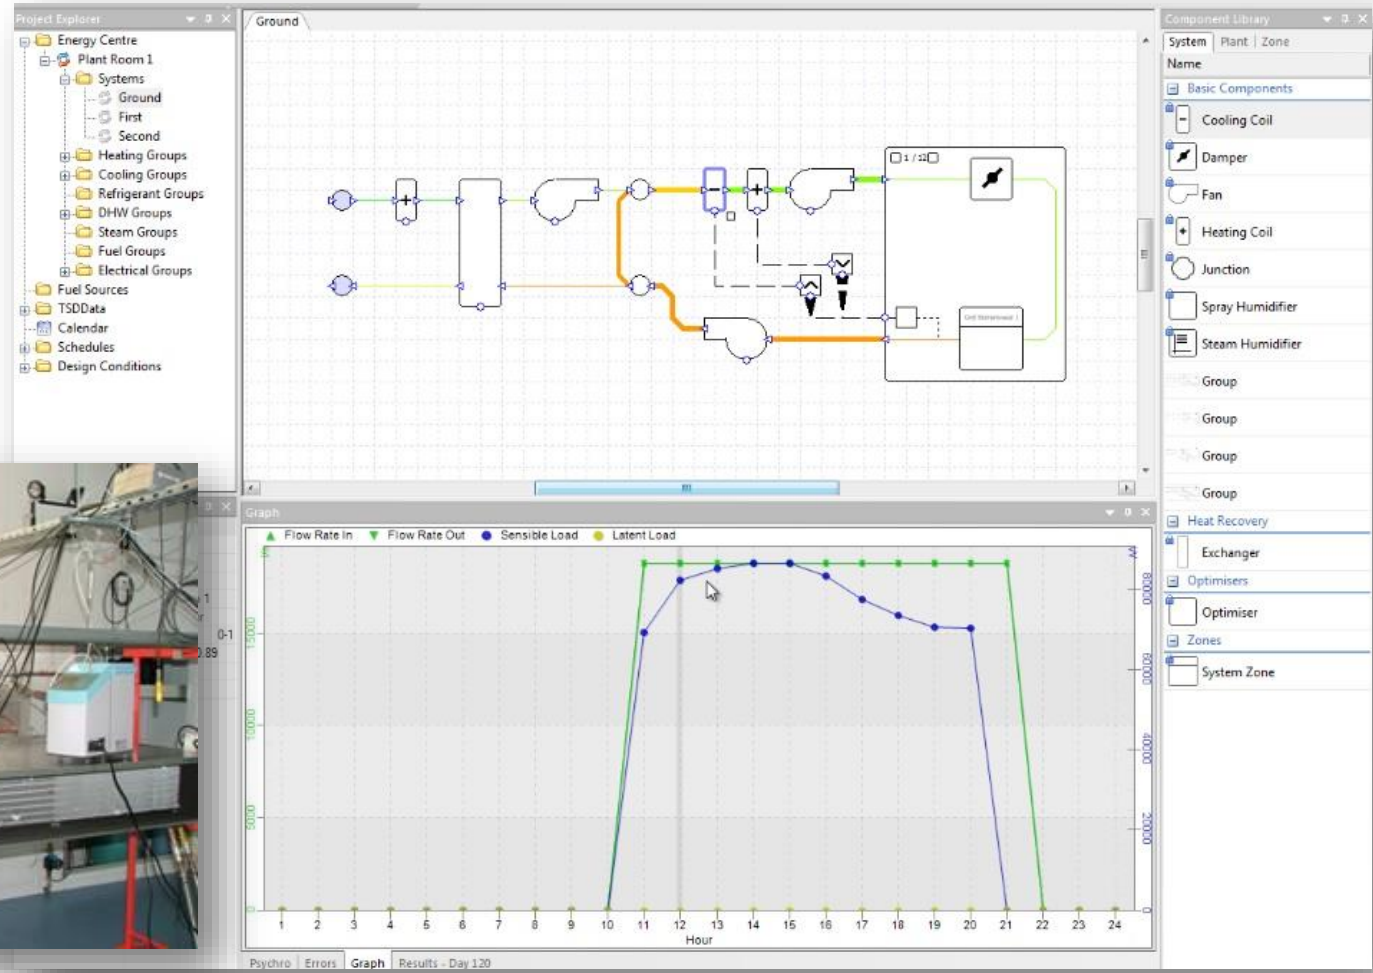 Project Explorer
Energy Centre
Plant Room 1
Systems
Ground
First
Second
Heating Groups
Cooling Groups
Refrigerant Groups
DHW Groups
Steam Groups
Fuel Groups
Electrical Groups
Fuel Sources
TSDData
Calendar
Schedules
Design Conditions
0-1
Ground
1 / 12
Graph
Flow Rate In Flow Rate Out Sensible Load Latent Load
15000
10000
5000
0
80000
60000
40000
20000
0
1 2 3 4 5 6 7 8 9 10 11 12 13 14 15 16 17 18 19 20 21 22 23 24
Hour
Psychro Errors Graph Results - Day 120
Component Library
System Plant Zone
Name
Basic Components
Cooling Coil
Damper
Fan
Heating Coil
Junction
Spray Humidifier
Steam Humidifier
Group
Group
Group
Group
Heat Recovery
Exchanger
Optimisers
Optimiser
Zones
System Zone